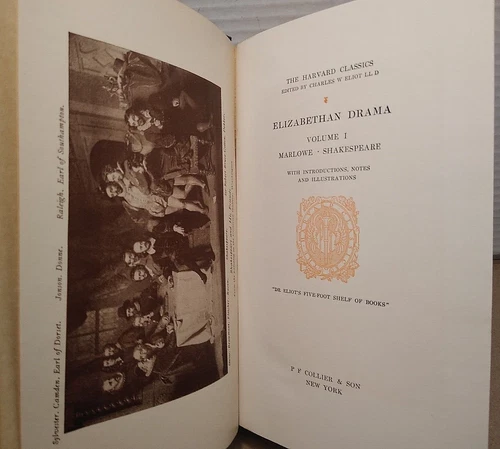 Sylvester, Camden, Earl of Dorset. Jonson, Donne. Raleigh, Earl of Southampton.
THE HARVARD CLASSICS
EDITED BY CHARLES W ELIOT LL D
ELIZABETHAN DRAMA
VOLUME I
MARLOWE · SHAKESPEARE
WITH INTRODUCTIONS, NOTES
AND ILLUSTRATIONS
"DR. ELIOT'S FIVE-FOOT SHELF OF BOOKS"
P F COLLIER & SON
NEW YORK